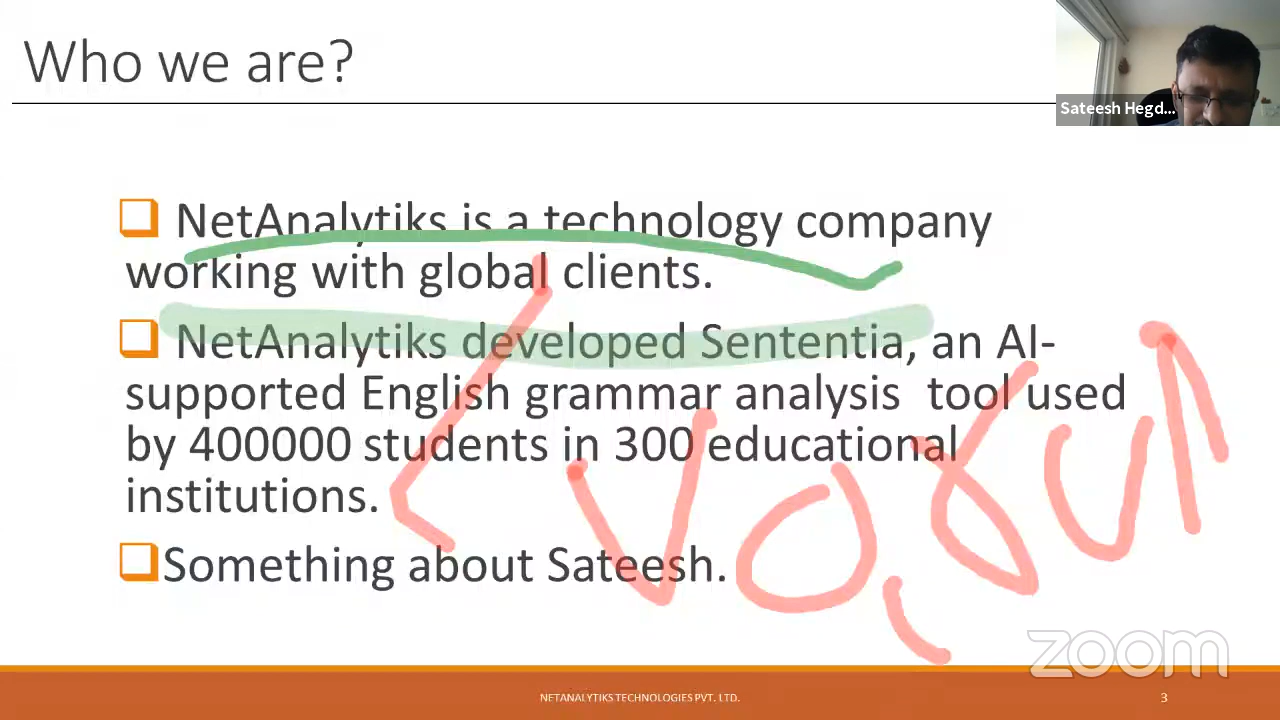 Who we are?
Sateesh Hegd...
❑ NetAnalytiks is a technology company
working with global clients.
❑ NetAnalytiks developed Sententia, an AI-
supported English grammar analysis tool used
by 400000 students in 300 educational
institutions.
❑Something about Sateesh.
zoom
NETANALYTIKS TECHNOLOGIES PVT. LTD.
3